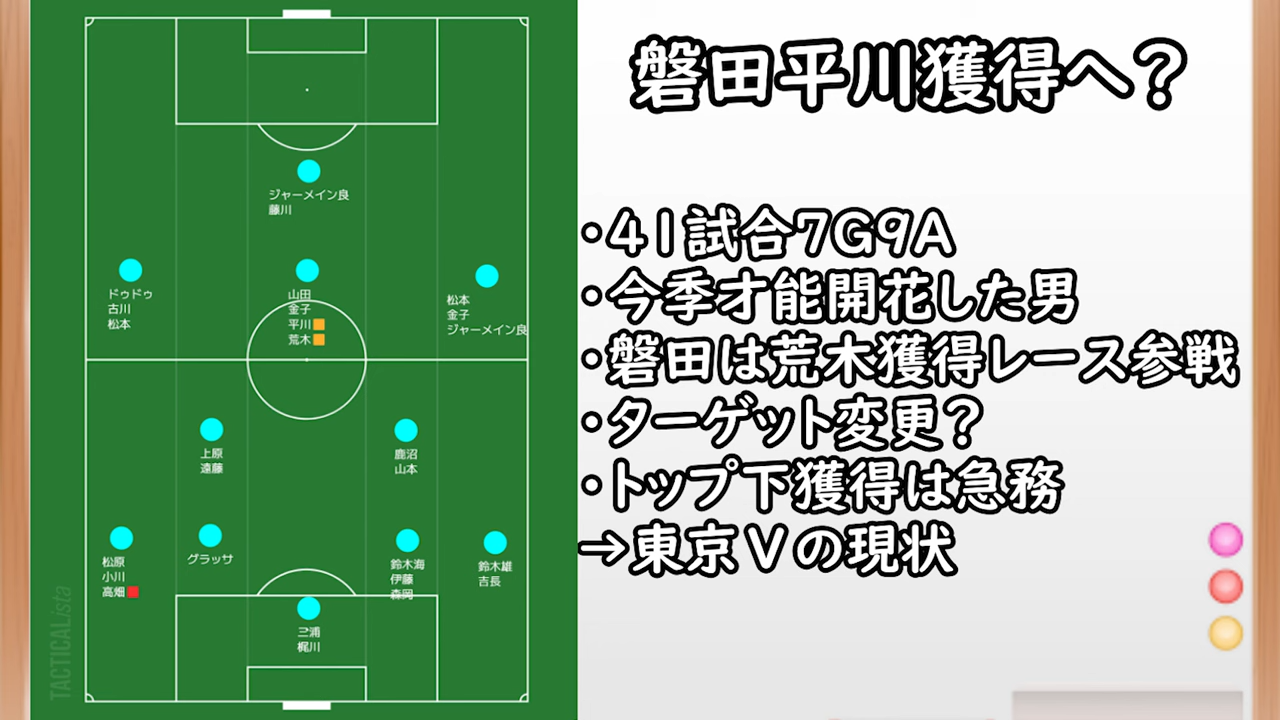 磐田平川獲得へ？
ジャーメイン良
藤川
ドゥドゥ
古川
松本
山田
金子
平川
荒木
松本
金子
ジャーメイン良
上原
遠藤
鹿沼
山本
松原
小川
高畑
グラッサ
鈴木海
伊藤
森岡
鈴木雄
吉長
三浦
梶川
TACTICALista
・４１試合７G９A
・今季才能開花した男
・磐田は荒木獲得レース参戦
・ターゲット変更？
・トップ下獲得は急務
→東京Ｖの現状